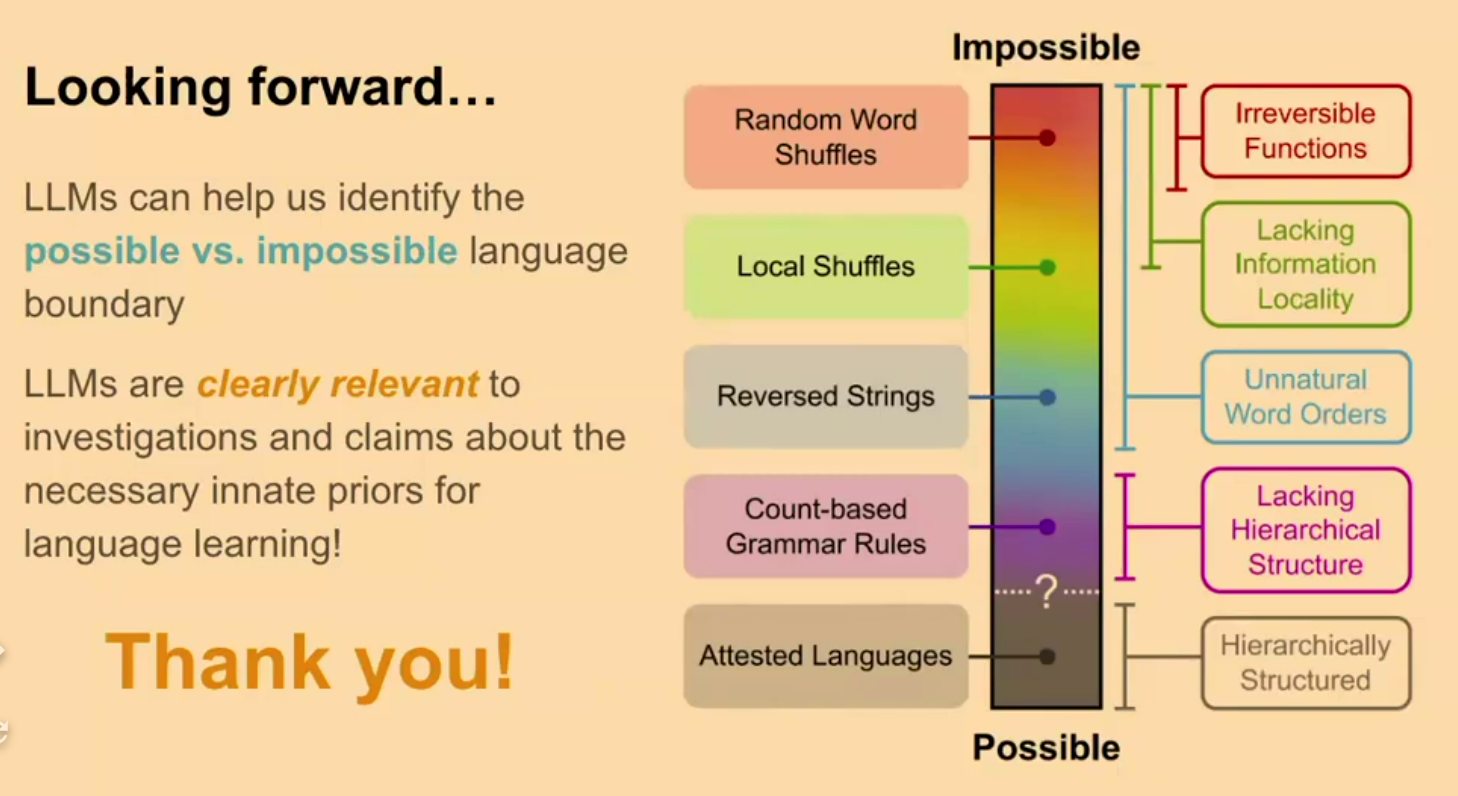 Looking forward…
LLMs can help us identify the
possible vs. impossible language
boundary
LLMs are clearly relevant to
investigations and claims about the
necessary innate priors for
language learning!
Thank you!
Impossible
Random Word
Shuffles
Local Shuffles
Reversed Strings
Count-based
Grammar Rules
Attested Languages
?
Irreversible
Functions
Lacking
Information
Locality
Unnatural
Word Orders
Lacking
Hierarchical
Structure
Hierarchically
Structured
Possible